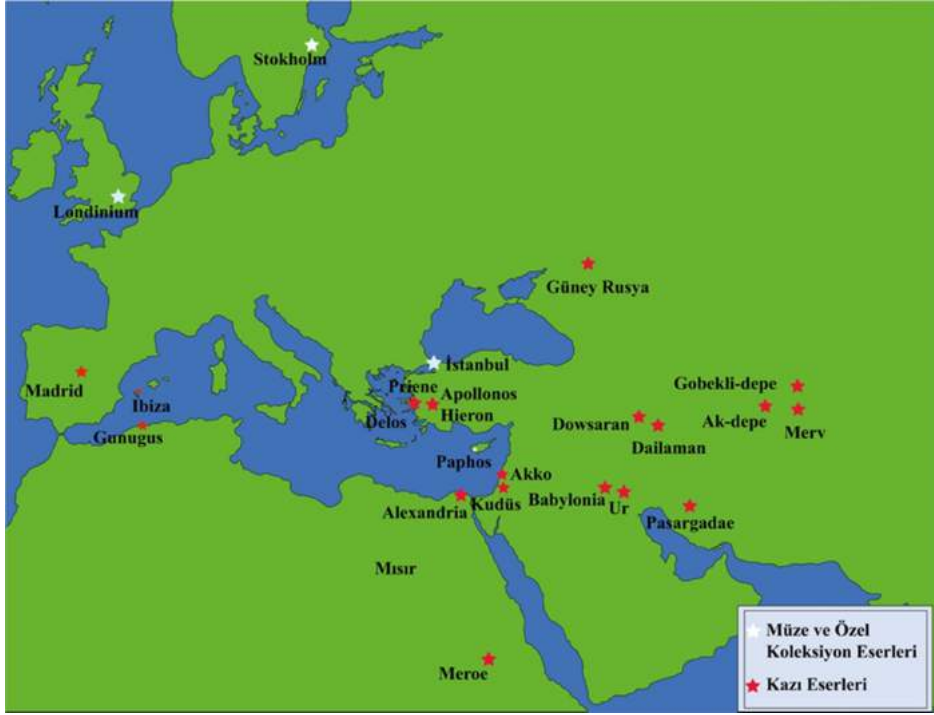 Stokholm
Londinium
Güney Rusya
İstanbul
Madrid
İbiza
Gunugus
Priene
Apollonos
Delos
Hieron
Gobekli-depe
Dowsaran
Ak-depe
Merv
Dailaman
Paphos
Akko
Alexandria
Kudüs
Babylonia
Ur
Pasargadae
Mısır
Meroe
Müze ve Özel
Koleksiyon Eserleri
Kazı Eserleri